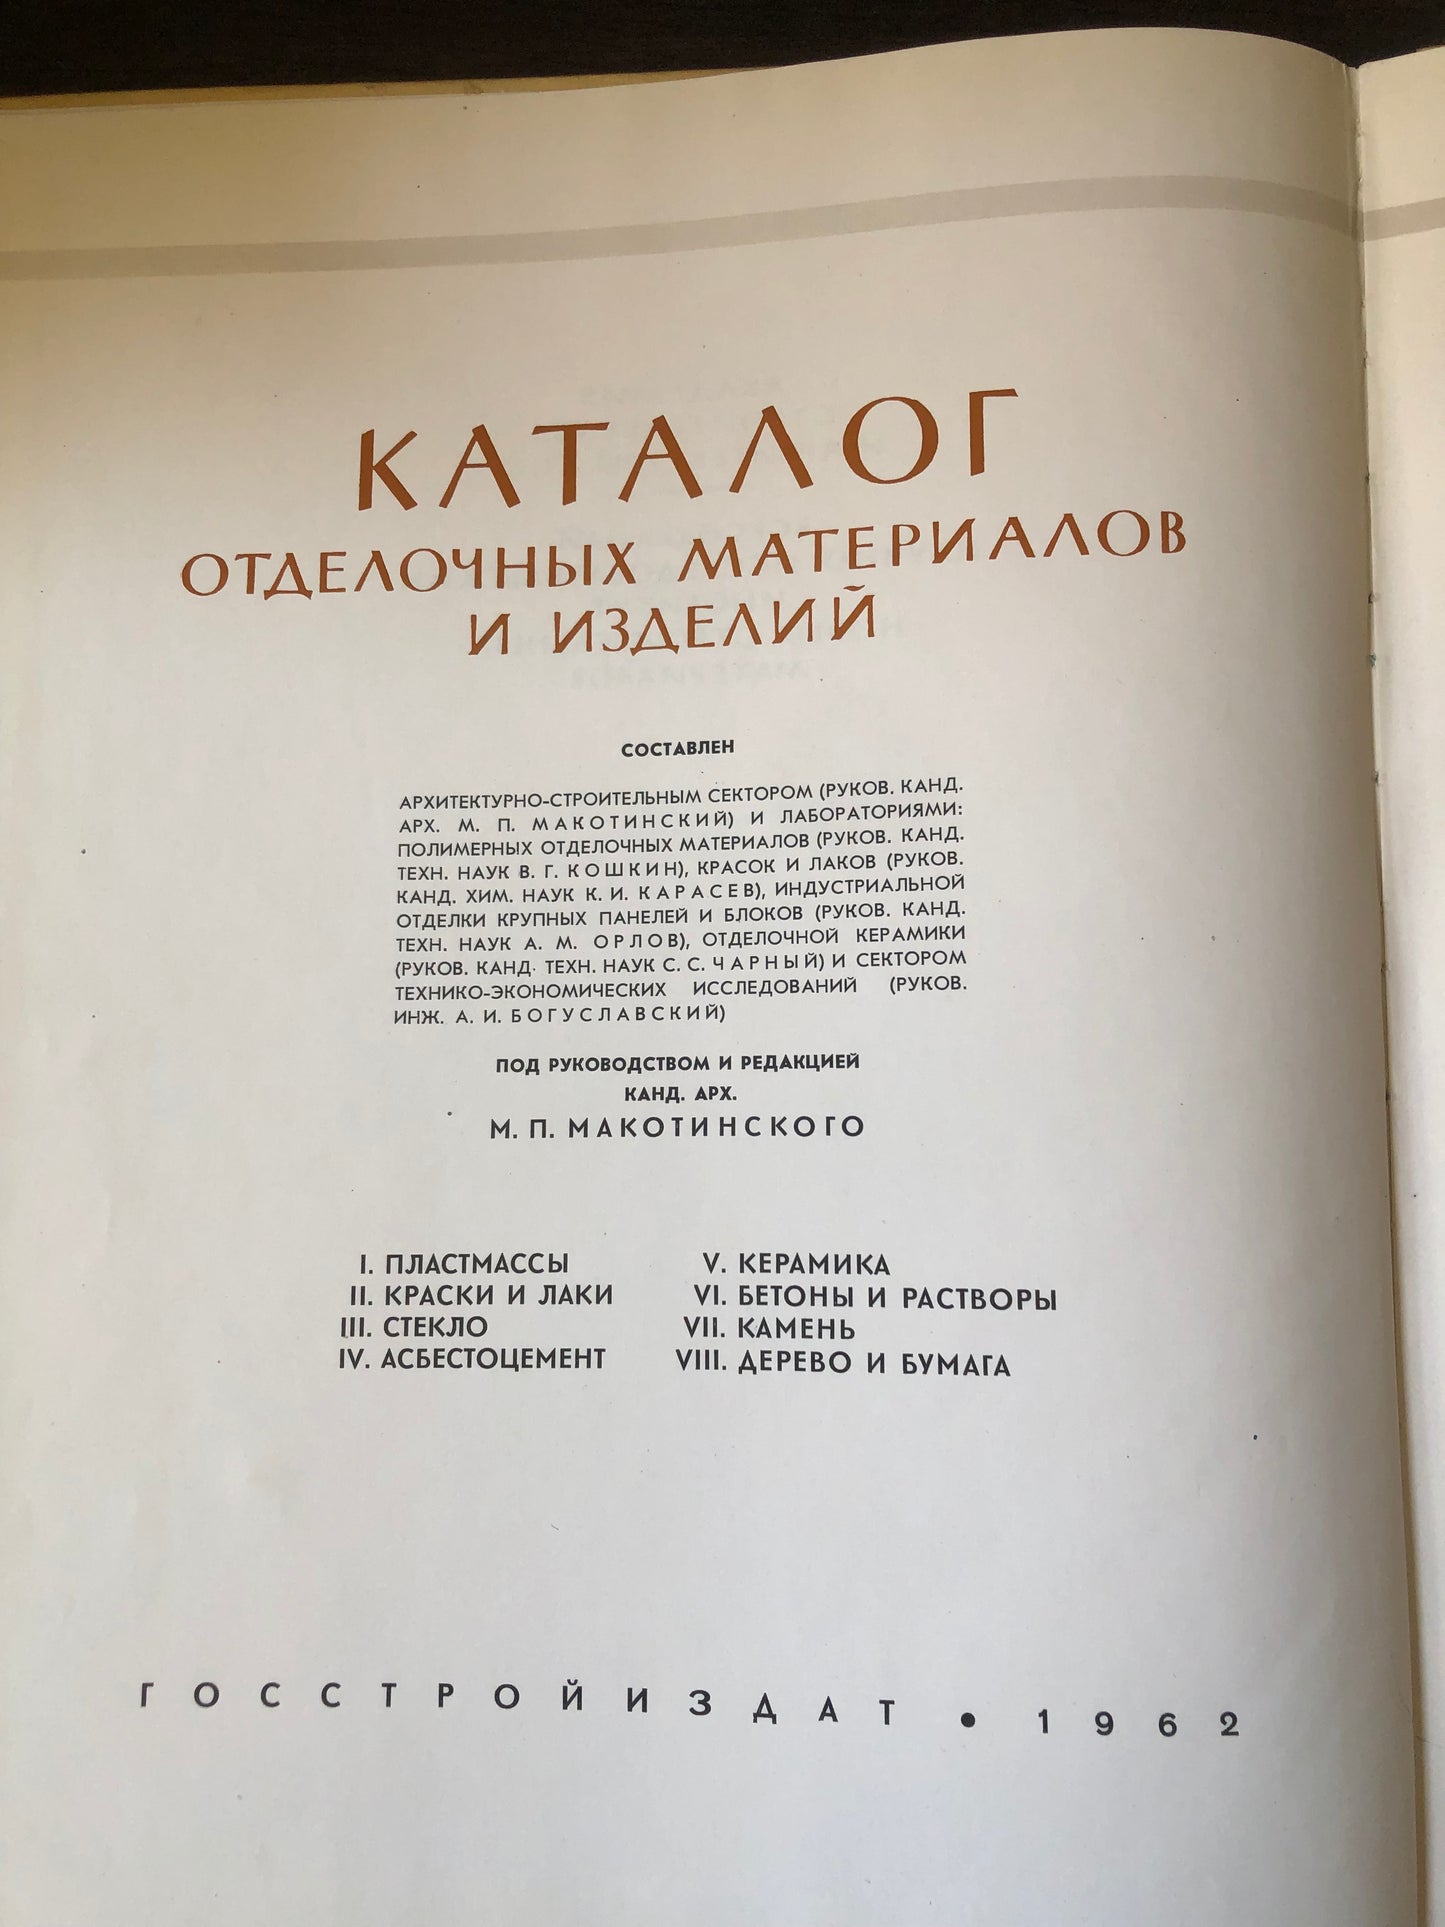 КАТАЛОГ
ОТДЕЛОЧНЫХ МАТЕРИАЛОВ
И ИЗДЕЛИЙ
СОСТАВЛЕН
АРХИТЕКТУРНО-СТРОИТЕЛЬНЫМ СЕКТОРОМ (РУКОВ. КАНД.
АРХ. М. П. МАКОТИНСКИЙ) И ЛАБОРАТОРИЯМИ:
ПОЛИМЕРНЫХ ОТДЕЛОЧНЫХ МАТЕРИАЛОВ (РУКОВ. КАНД.
ТЕХН. НАУК В. Г. КОШКИН), КРАСОК И ЛАКОВ (РУКОВ.
КАНД. ХИМ. НАУК К. И. КАРАСЕВ), ИНДУСТРИАЛЬНОЙ
ОТДЕЛКИ КРУПНЫХ ПАНЕЛЕЙ И БЛОКОВ (РУКОВ. КАНД.
ТЕХН. НАУК А. М. ОРЛОВ), ОТДЕЛОЧНОЙ КЕРАМИКИ
(РУКОВ. КАНД. ТЕХН. НАУК С. С. ЧАРНЫЙ) И СЕКТОРОМ
ТЕХНИКО-ЭКОНОМИЧЕСКИХ ИССЛЕДОВАНИЙ (РУКОВ.
ИНЖ. А. И. БОГУСЛАВСКИЙ)
ПОД РУКОВОДСТВОМ И РЕДАКЦИЕЙ
КАНД. АРХ.
М. П. МАКОТИНСКОГО
I. ПЛАСТМАССЫ
II. КРАСКИ И ЛАКИ
III. СТЕКЛО
IV. АСБЕСТОЦЕМЕНТ
V. КЕРАМИКА
VI. БЕТОНЫ И РАСТВОРЫ
VII. КАМЕНЬ
VIII. ДЕРЕВО И БУМАГА
ГОССТРОЙИЗДАТ • 1962